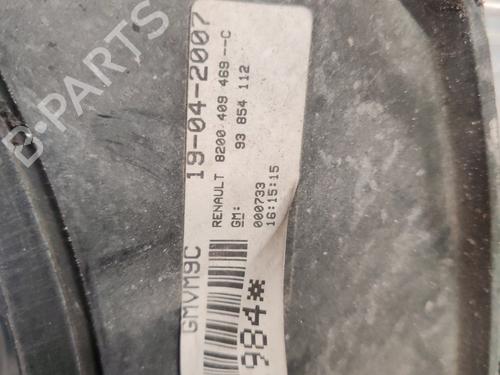 19-04-2007
RENAULT 8200 409 469 --C
GM: 93 854 112
000733
16:15:15
GMVM9C
984*
B-Parts